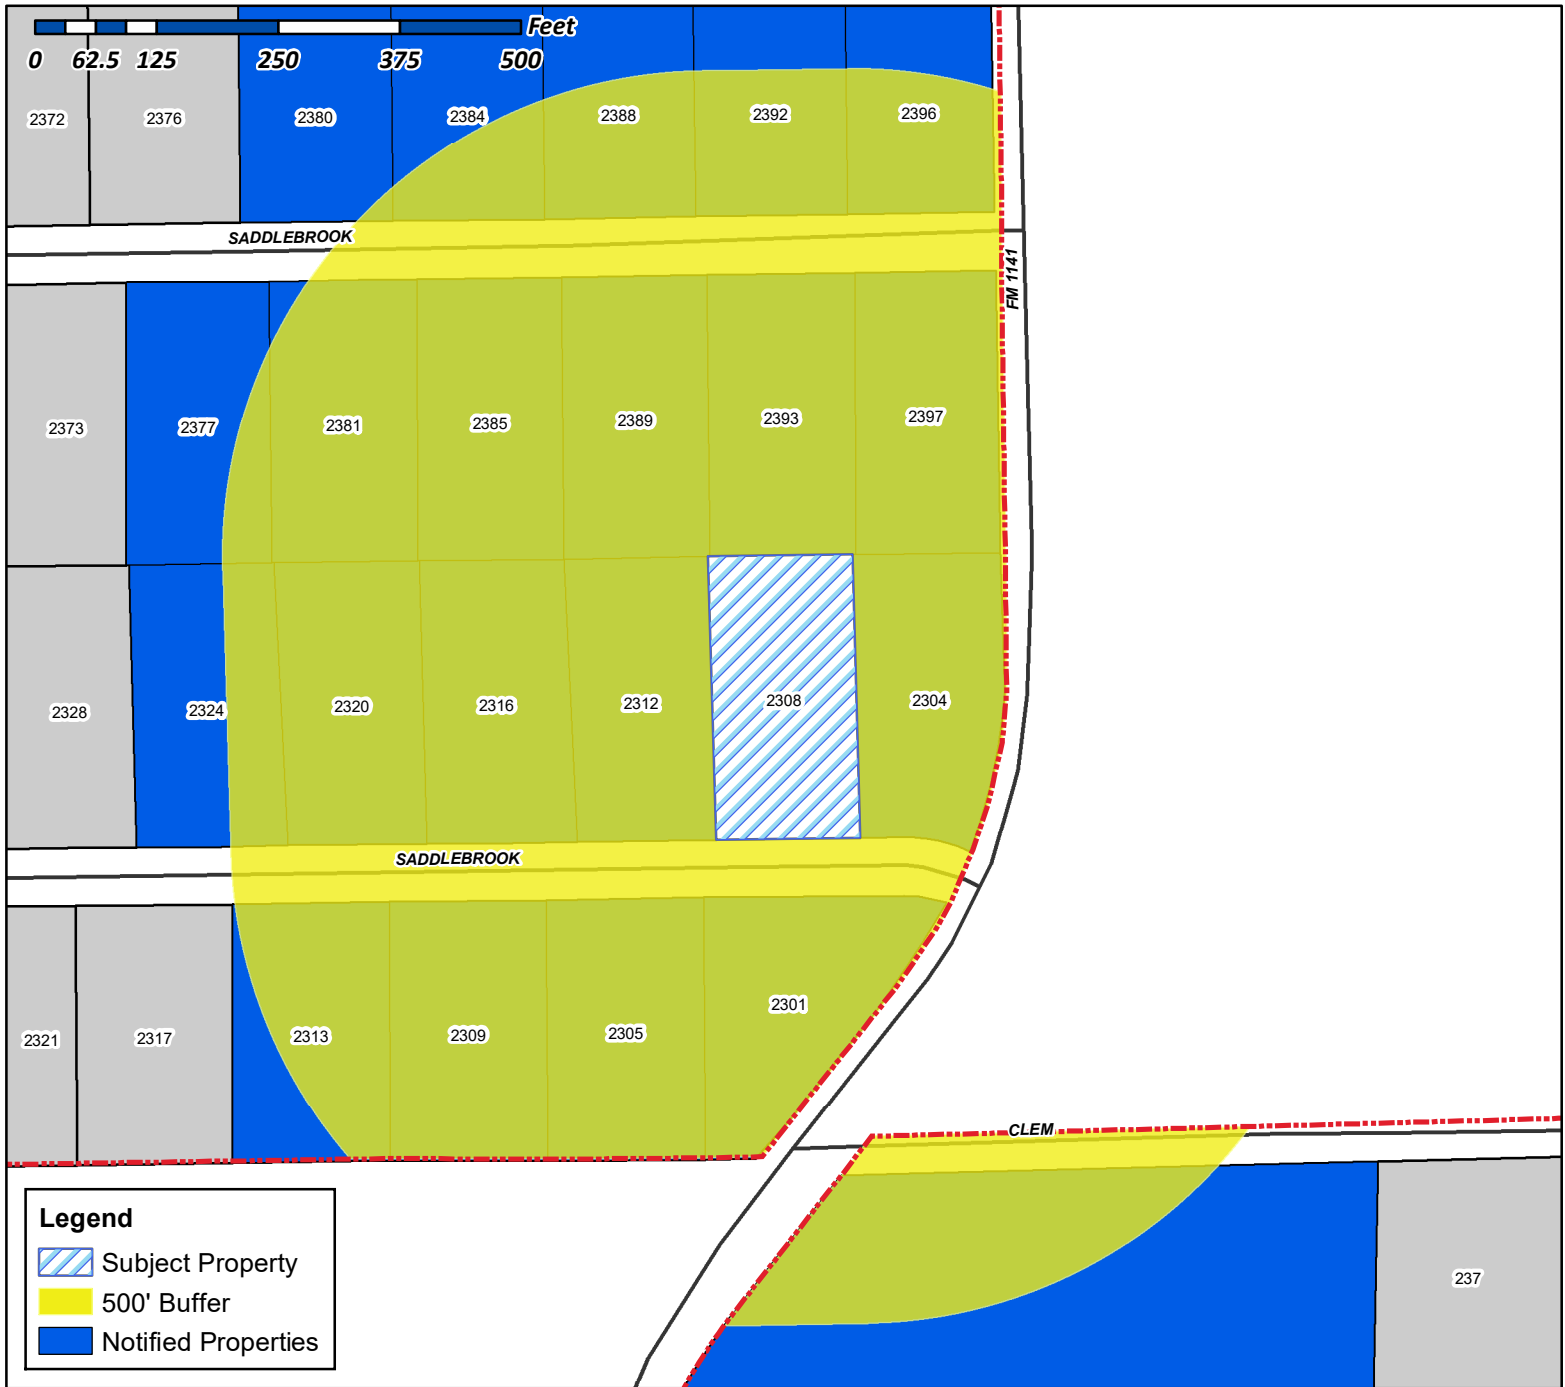 Feet
0 62.5 125 250 375 500
2372 2376 2380 2384 2388 2392 2396
SADDLEBROOK
FM 1141
2373 2377 2381 2385 2389 2393 2397
2328 2324 2320 2316 2312 2308 2304
SADDLEBROOK
2321 2317 2313 2309 2305 2301
CLEM
237
Legend
Subject Property
500' Buffer
Notified Properties